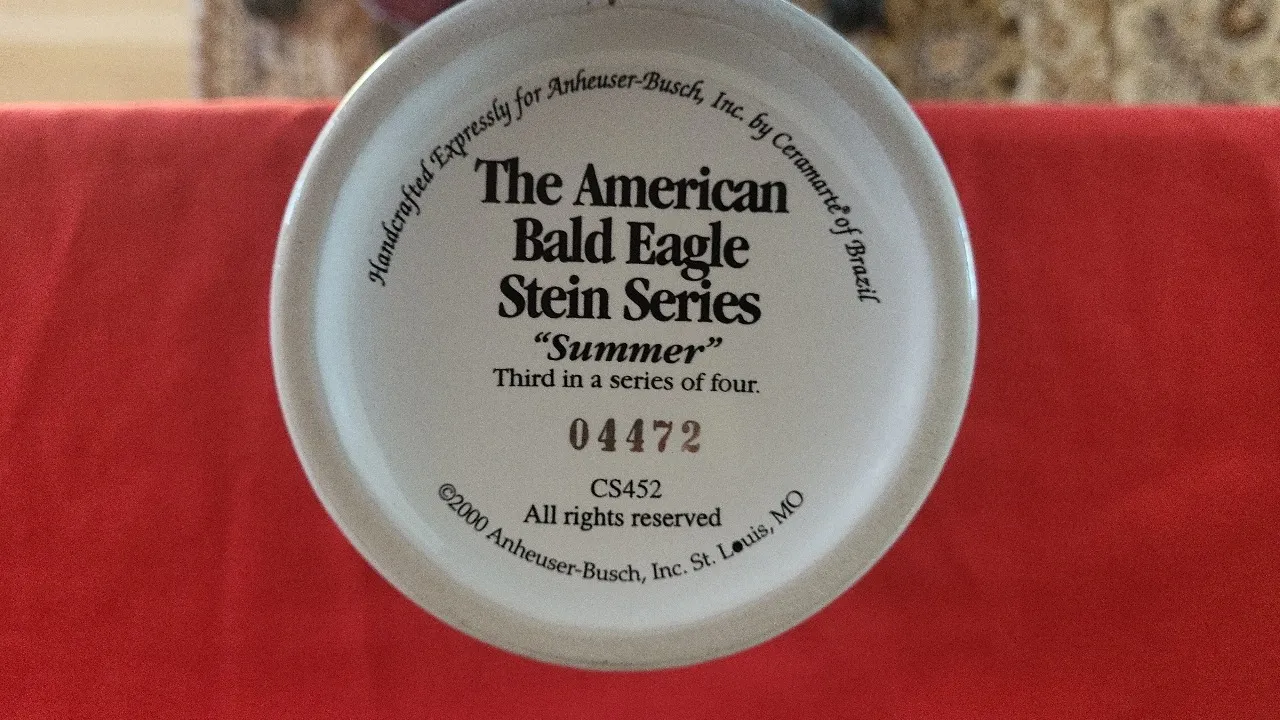 Handcrafted Expressly for Anheuser-Busch, Inc. by Ceramarte® of Brazil
The American
Bald Eagle
Stein Series
“Summer”
Third in a series of four.
04472
CS452
All rights reserved
©2000 Anheuser-Busch, Inc. St. Louis, MO